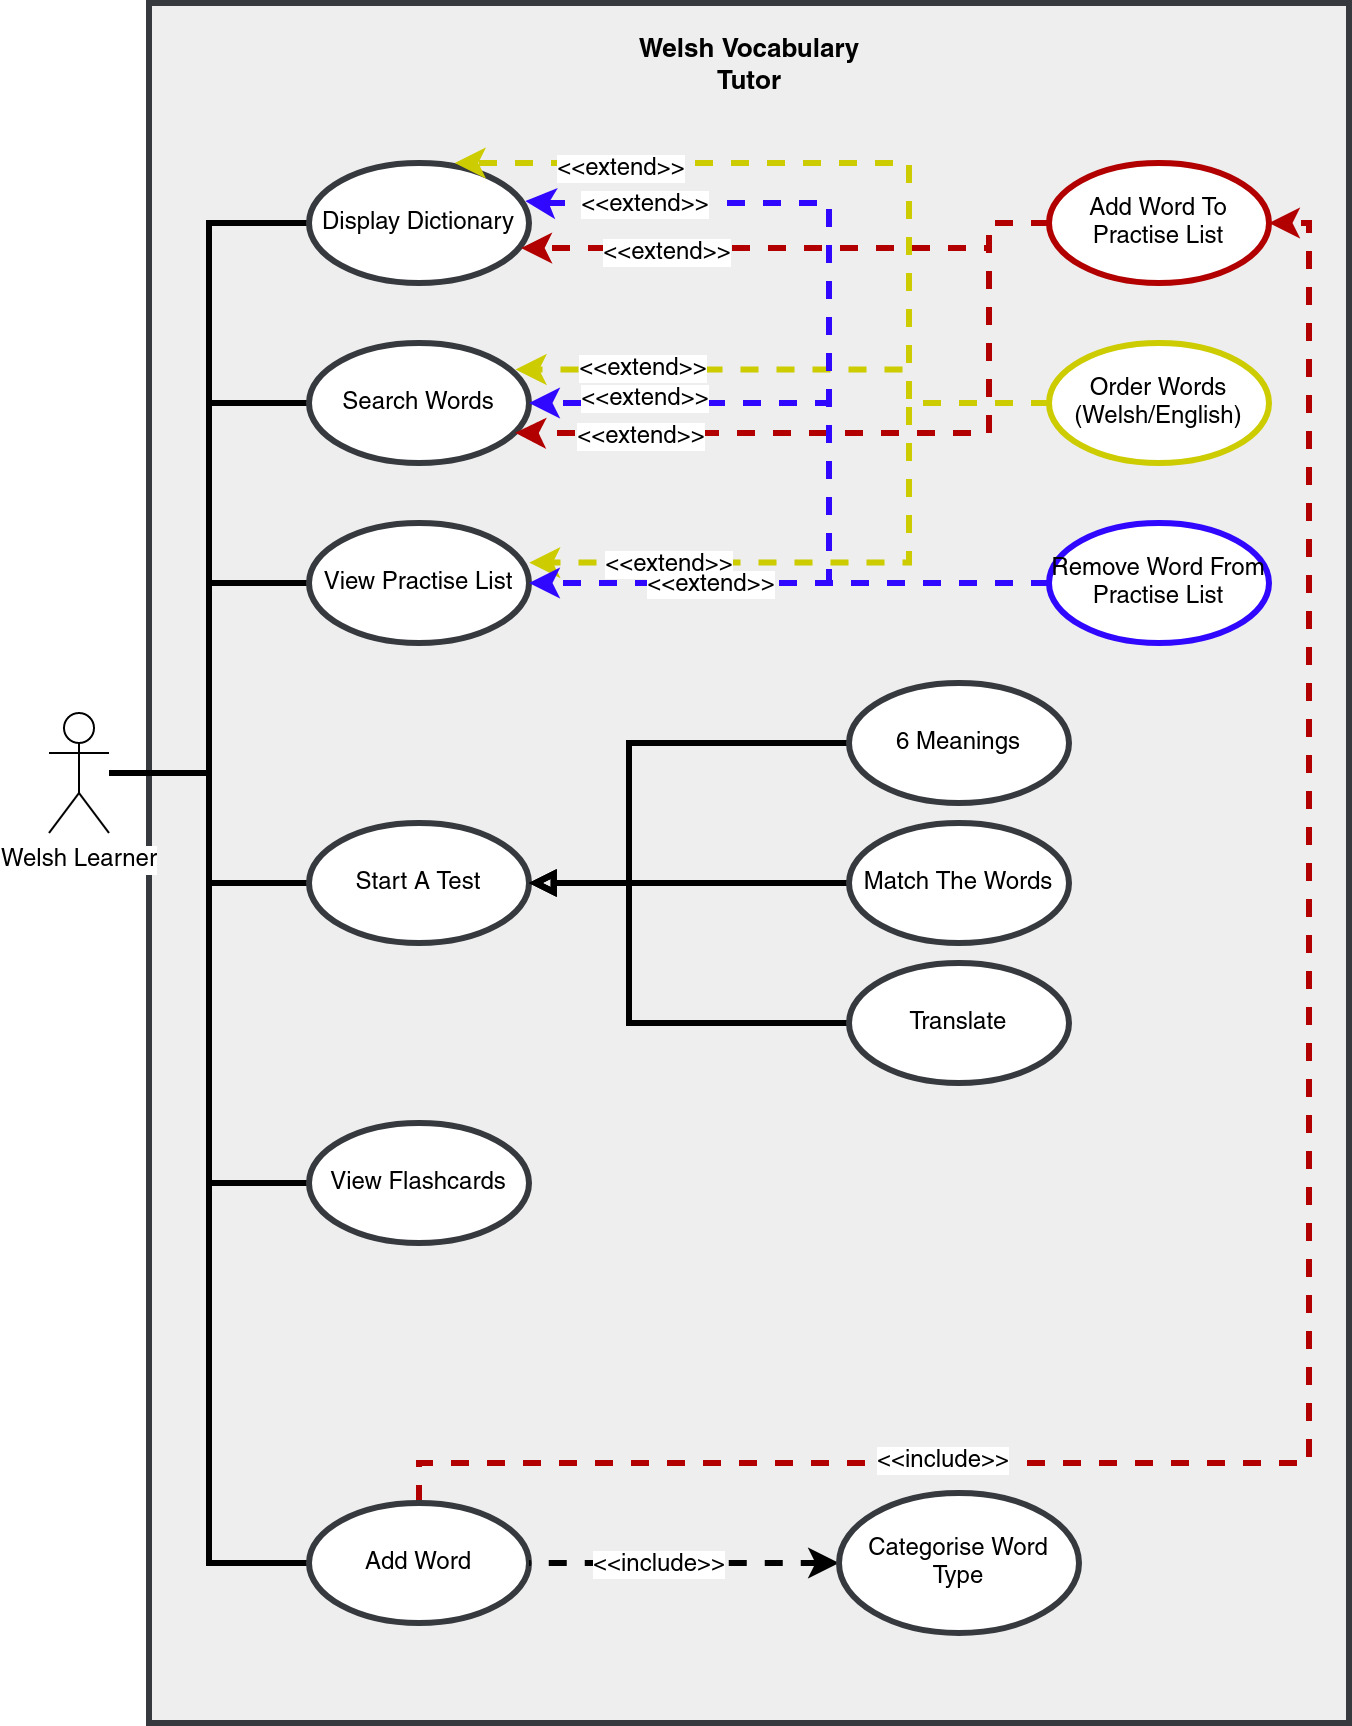 Welsh Vocabulary
Tutor
<<extend>>
<<extend>>
<<extend>>
Display Dictionary
Add Word To
Practise List
<<extend>>
<<extend>>
<<extend>>
Search Words
Order Words
(Welsh/English)
<<extend>>
<<extend>>
View Practise List
Remove Word From
Practise List
6 Meanings
Welsh Learner
Start A Test
Match The Words
Translate
View Flashcards
<<include>>
Add Word
<<include>>
Categorise Word
Type